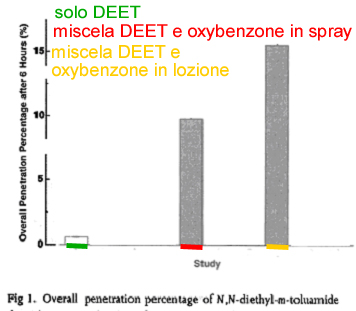 solo DEET
miscela DEET e oxybenzone in spray
miscela DEET e
oxybenzone in lozione
Overall Penetration Percentage after 6 Hours (%)
15
10
5
0
Study
Fig 1. Overall penetration percentage of N,N-diethyl-m-toluamide